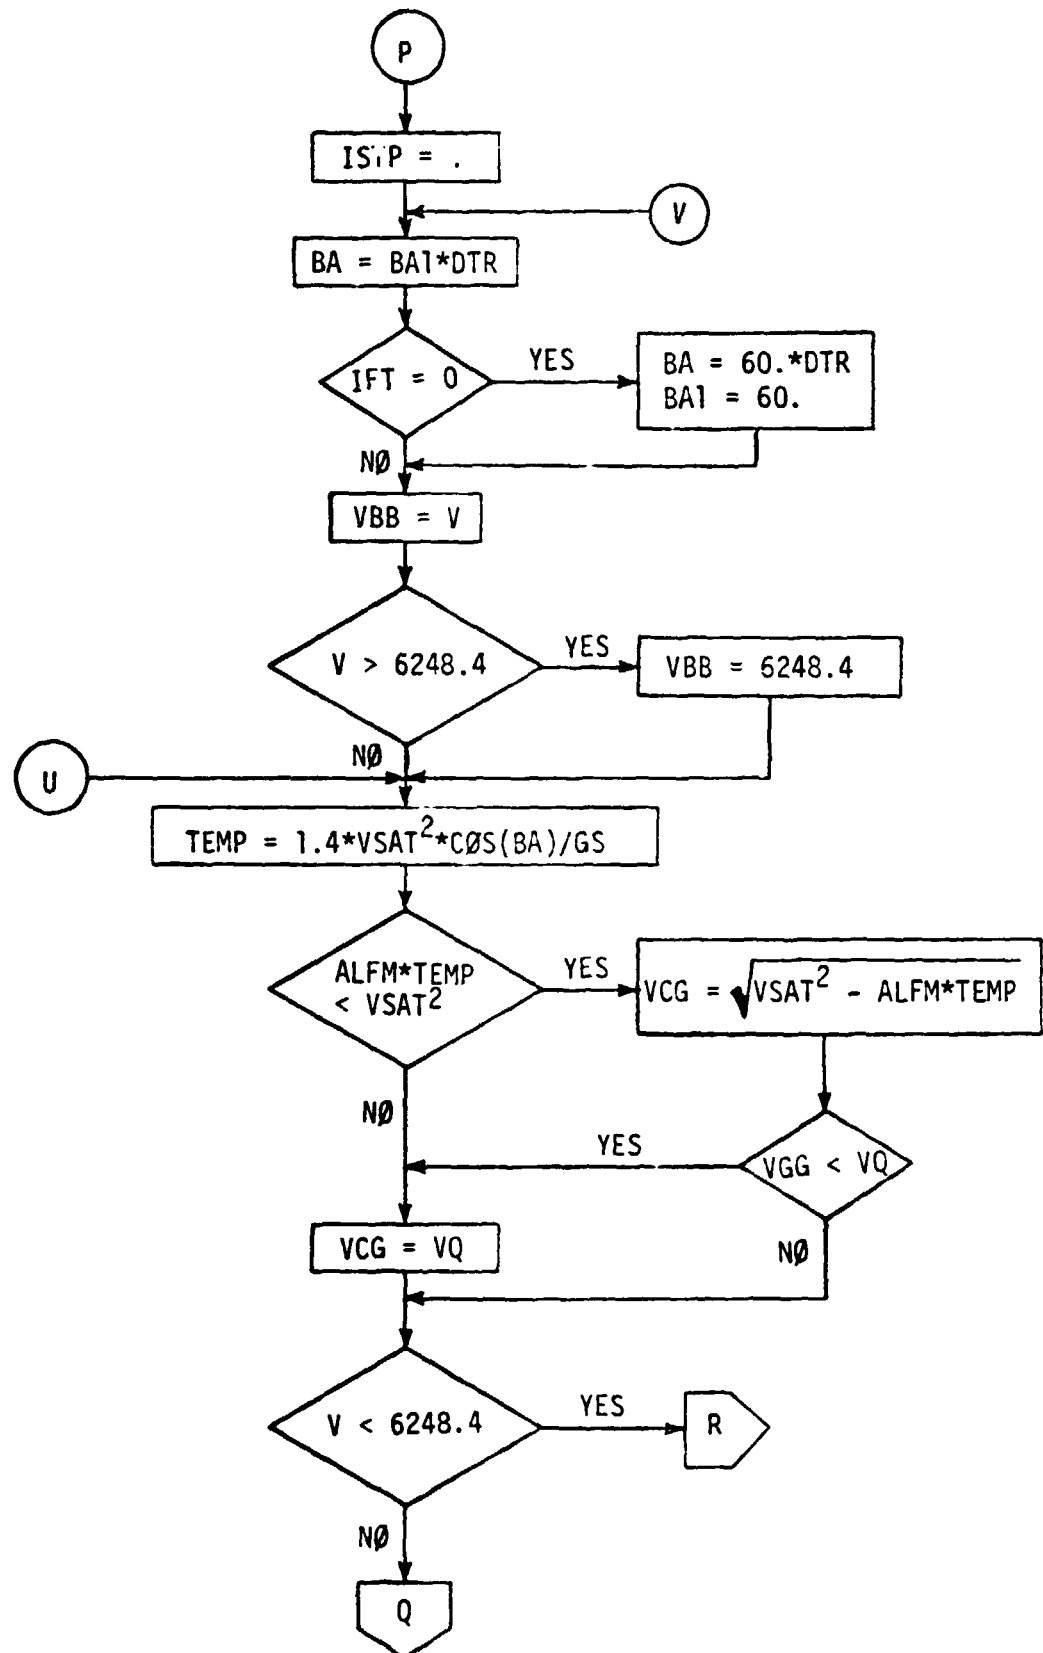 P
= .
V
BA = BA1*DTR
IFT = 0
YES
BA = 60.*DTR
BA1 = 60.
NØ
VBB = V
V > 6248.4
YES
VBB = 6248.4
NØ
U
TEMP = 1.4*VSAT²*CØS(BA)/GS
ALFM*TEMP
< VSAT²
YES
VCG = √VSAT² - ALFM*TEMP
NØ
YES
VGG < VQ
VCG = VQ
NØ
V < 6248.4
YES
R
NØ
Q